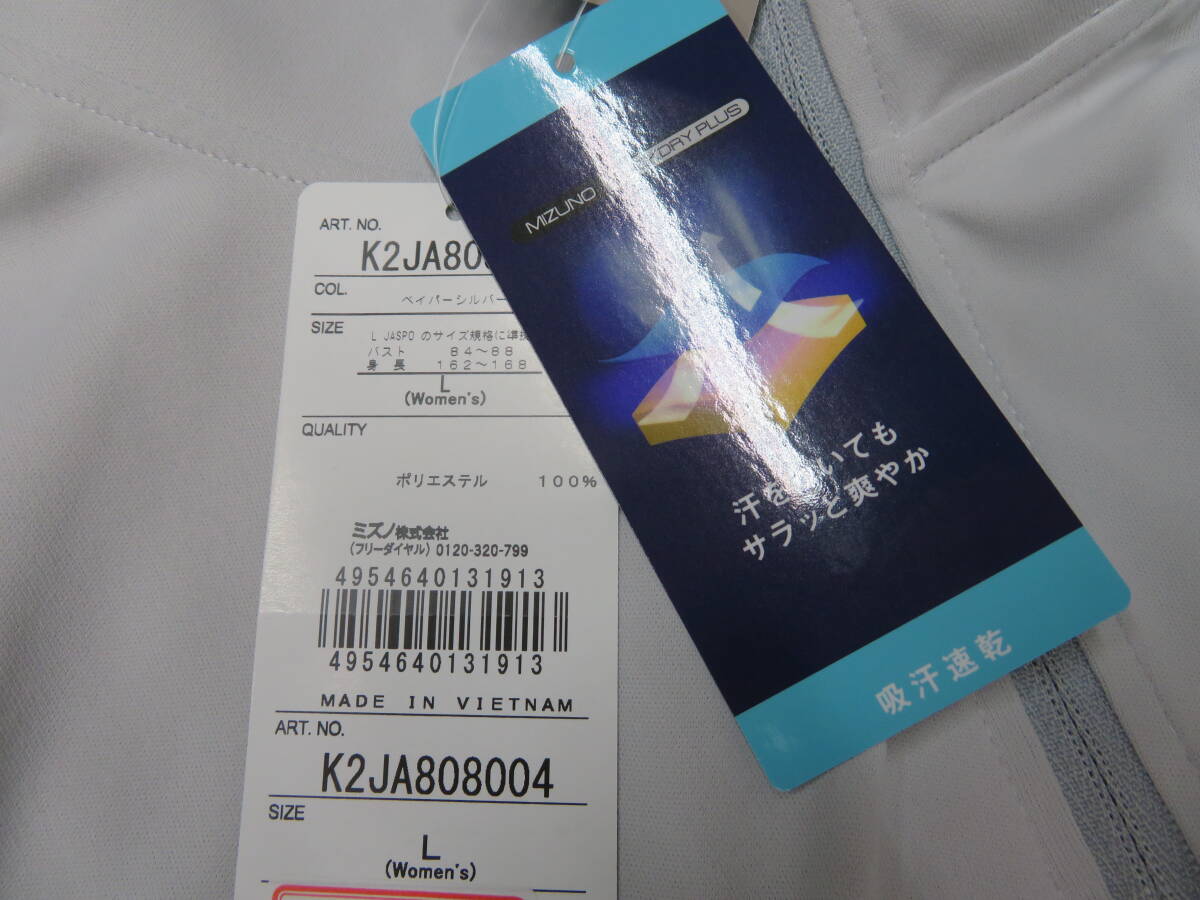 ART. NO.
K2JA80
COL.
ベイパーシルバー
SIZE
L JASPO のサイズ規格に準拠
バスト 84～88
身長 162～168
L
(Women's)
QUALITY
ポリエステル 100%
ミズノ株式会社
(フリーダイヤル) 0120-320-799
4954640131913
4954640131913
MADE IN VIETNAM
ART. NO.
K2JA808004
SIZE
L
(Women's)
MIZUNO DRY PLUS
汗を いても
サラッと爽やか
吸汗速乾